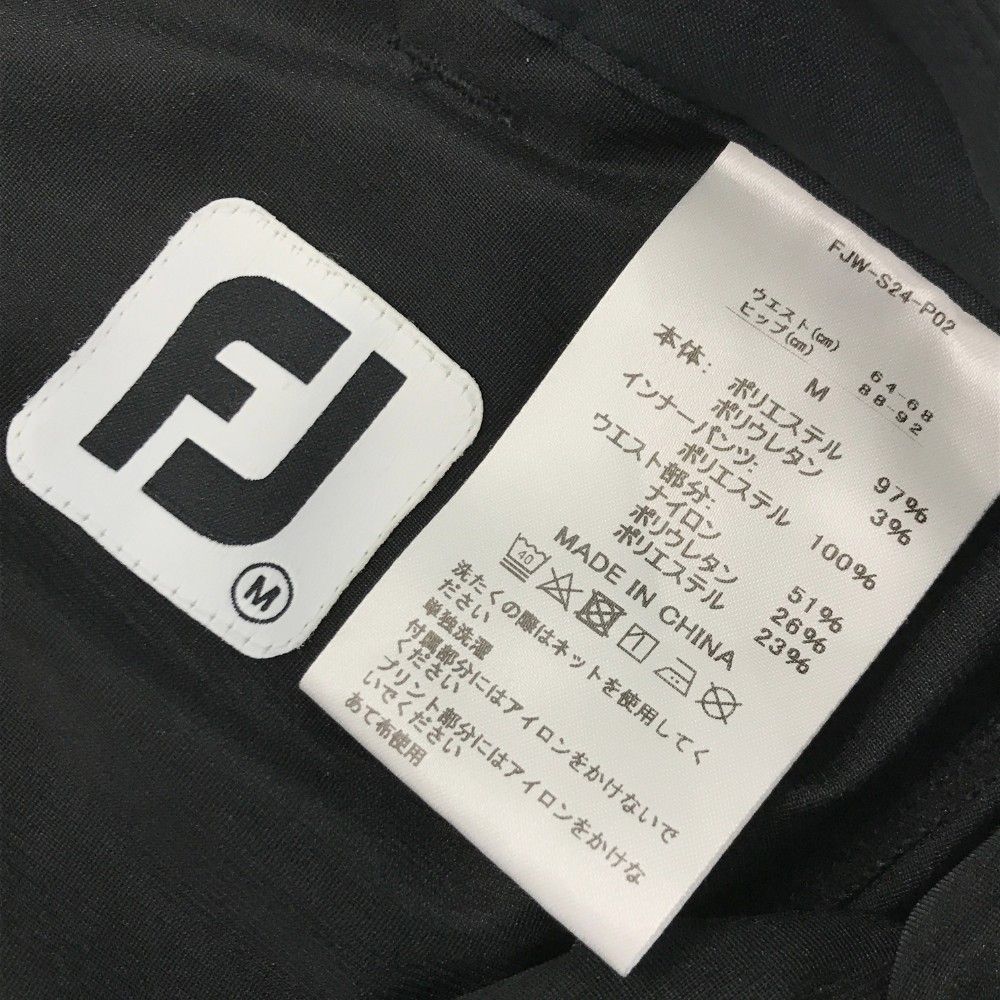 FJ
M
FJW-S24-P02
ウエスト(cm) 64-68
ヒップ(cm) 88-92
M
本体:
ポリエステル 97%
ポリウレタン 3%
インナーパンツ:
ポリエステル 100%
ウエスト部分:
ナイロン 51%
ポリウレタン 26%
ポリエステル 23%
MADE IN CHINA
40
洗たくの際はネットを使用してく
ださい
単独洗濯
付属部分にはアイロンをかけないで
ください
プリント部分にはアイロンをかけな
いでください
あて布使用